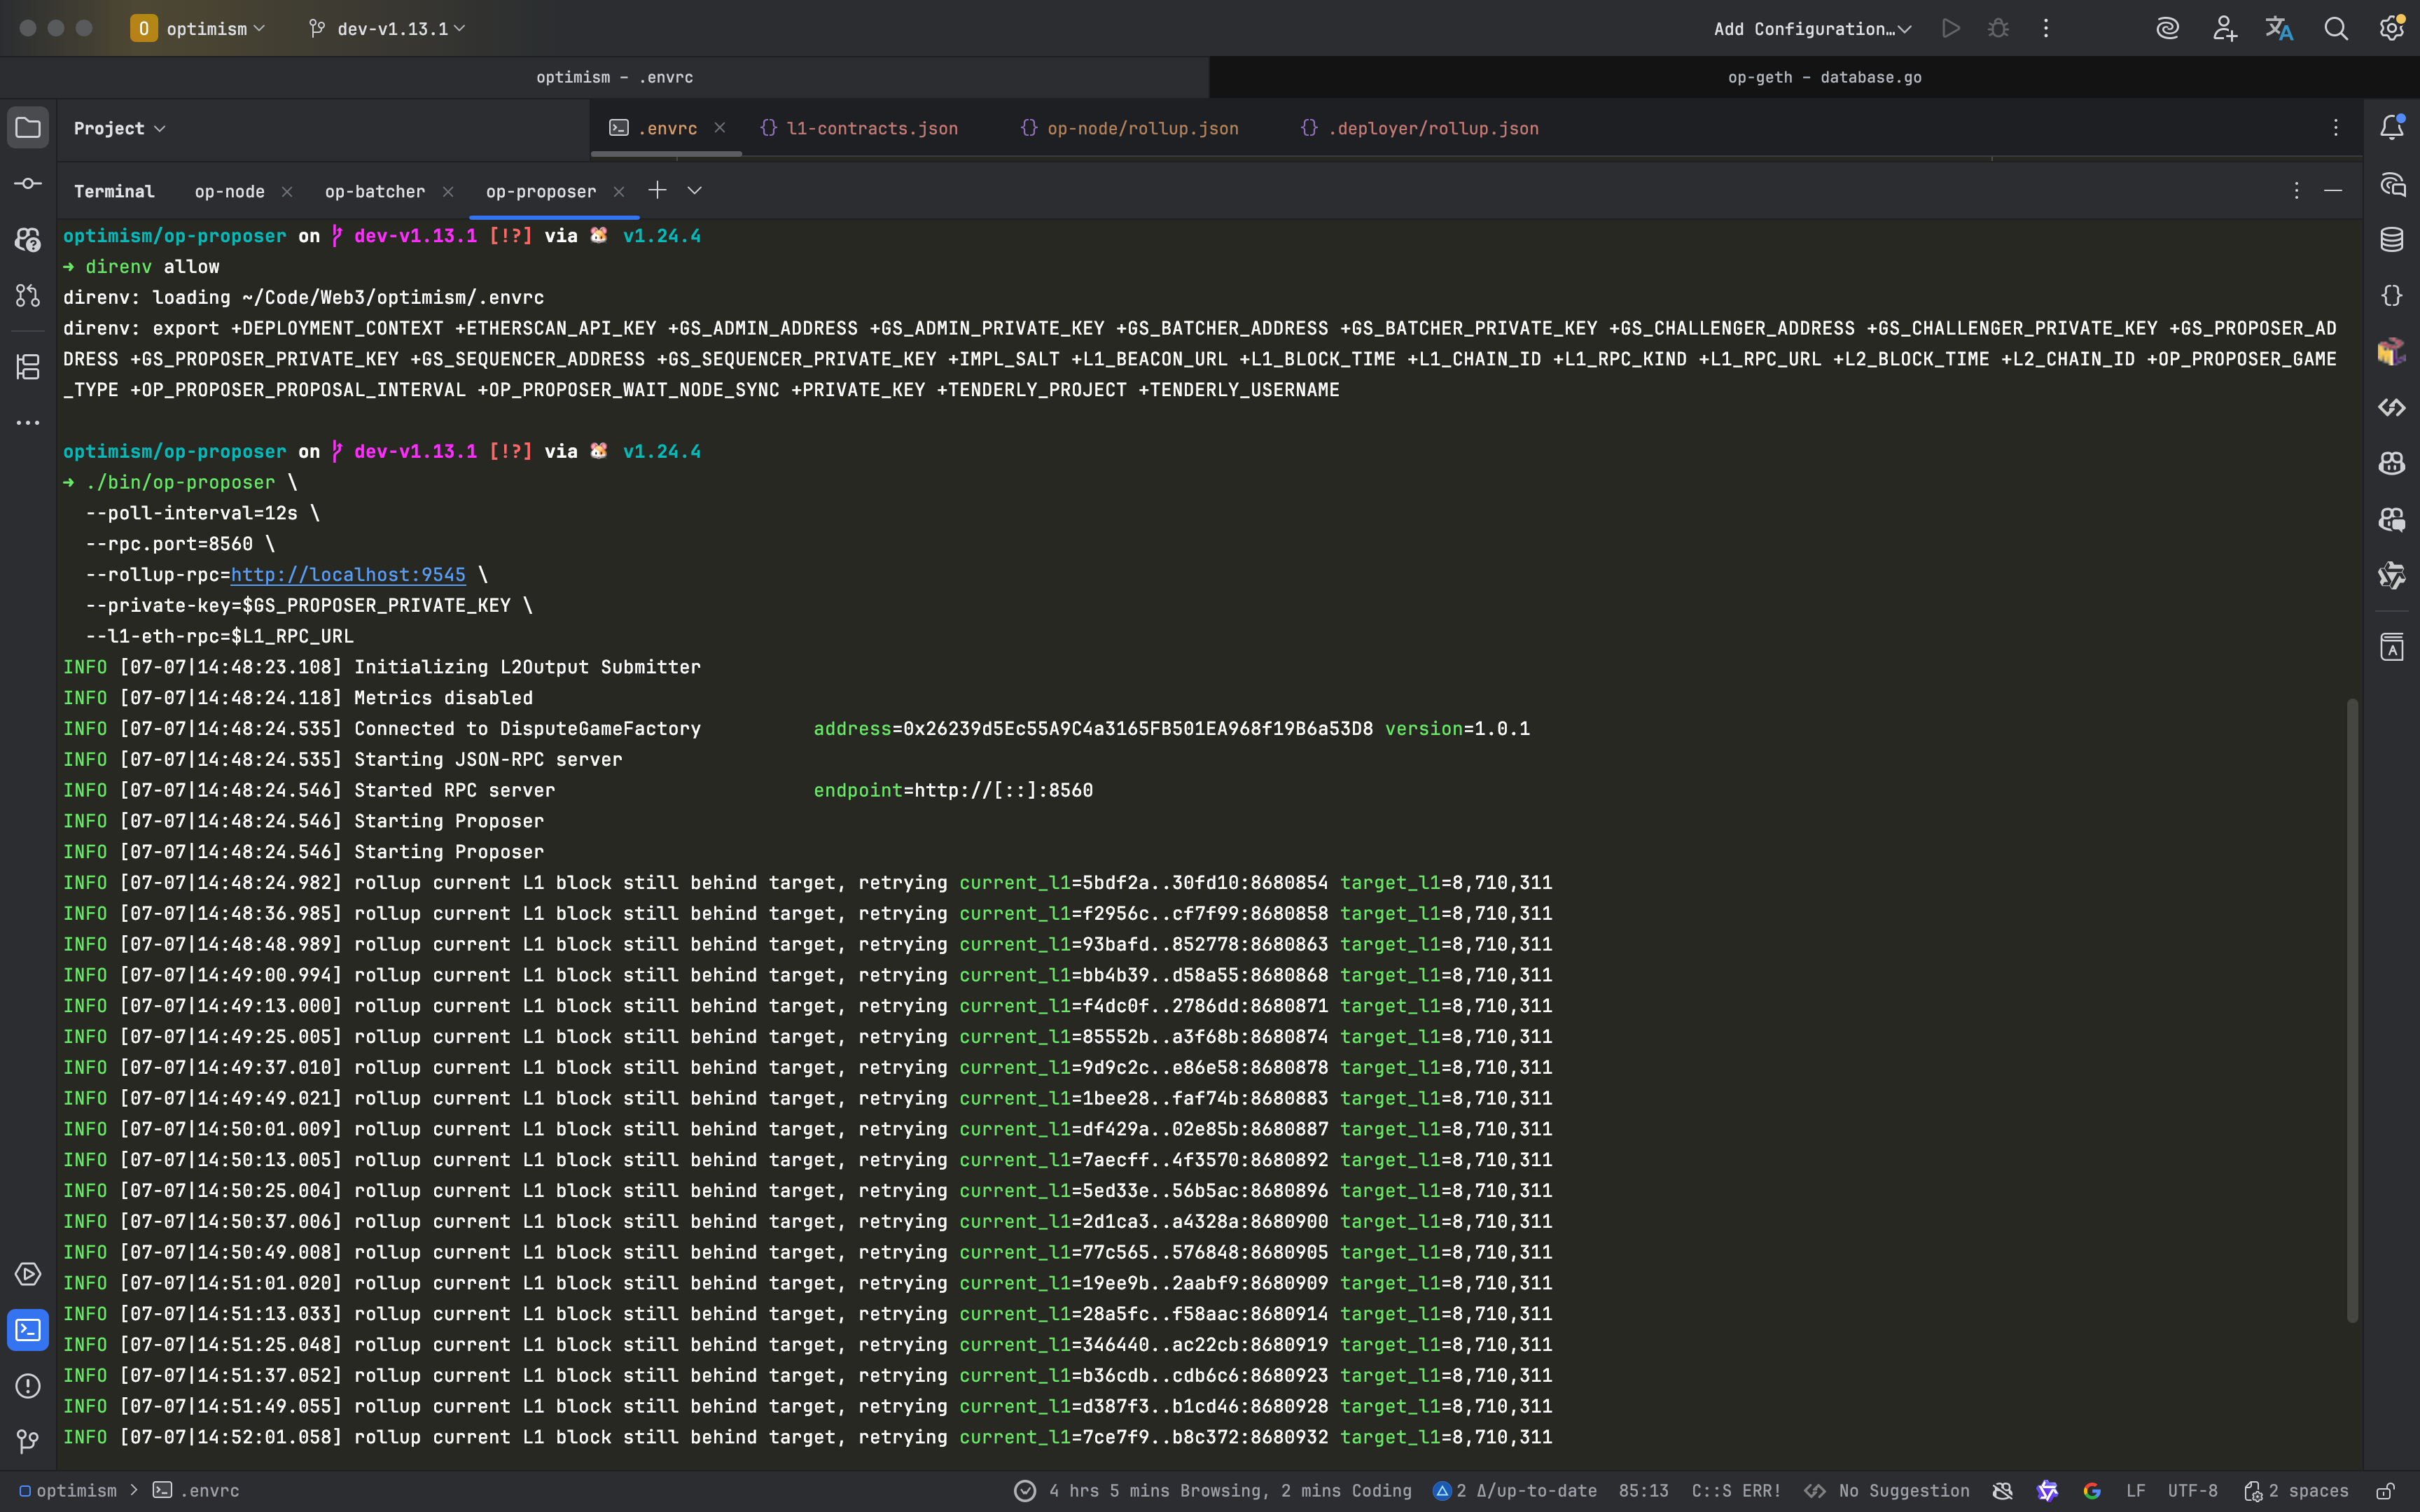 O optimism dev-v1.13.1 Add Configuration…
optimism – .envrc op-geth – database.go
Project .envrc {} l1-contracts.json {} op-node/rollup.json {} .deployer/rollup.json
Terminal op-node op-batcher op-proposer
optimism/op-proposer on dev-v1.13.1 [!?] via 🐹 v1.24.4
→ direnv allow
direnv: loading ~/Code/Web3/optimism/.envrc
direnv: export +DEPLOYMENT_CONTEXT +ETHERSCAN_API_KEY +GS_ADMIN_ADDRESS +GS_ADMIN_PRIVATE_KEY +GS_BATCHER_ADDRESS +GS_BATCHER_PRIVATE_KEY +GS_CHALLENGER_ADDRESS +GS_CHALLENGER_PRIVATE_KEY +GS_PROPOSER_AD
DRESS +GS_PROPOSER_PRIVATE_KEY +GS_SEQUENCER_ADDRESS +GS_SEQUENCER_PRIVATE_KEY +IMPL_SALT +L1_BEACON_URL +L1_BLOCK_TIME +L1_CHAIN_ID +L1_RPC_KIND +L1_RPC_URL +L2_BLOCK_TIME +L2_CHAIN_ID +OP_PROPOSER_GAME
_TYPE +OP_PROPOSER_PROPOSAL_INTERVAL +OP_PROPOSER_WAIT_NODE_SYNC +PRIVATE_KEY +TENDERLY_PROJECT +TENDERLY_USERNAME
optimism/op-proposer on dev-v1.13.1 [!?] via 🐹 v1.24.4
→ ./bin/op-proposer \
--poll-interval=12s \
--rpc.port=8560 \
--rollup-rpc=http://localhost:9545 \
--private-key=$GS_PROPOSER_PRIVATE_KEY \
--l1-eth-rpc=$L1_RPC_URL
INFO [07-07|14:48:23.108] Initializing L2Output Submitter
INFO [07-07|14:48:24.118] Metrics disabled
INFO [07-07|14:48:24.535] Connected to DisputeGameFactory address=0x26239d5Ec55A9C4a3165FB501EA968f19B6a53D8 version=1.0.1
INFO [07-07|14:48:24.535] Starting JSON-RPC server
INFO [07-07|14:48:24.546] Started RPC server endpoint=http://[::]:8560
INFO [07-07|14:48:24.546] Starting Proposer
INFO [07-07|14:48:24.546] Starting Proposer
INFO [07-07|14:48:24.982] rollup current L1 block still behind target, retrying current_l1=5bdf2a..30fd10:8680854 target_l1=8,710,311
INFO [07-07|14:48:36.985] rollup current L1 block still behind target, retrying current_l1=f2956c..cf7f99:8680858 target_l1=8,710,311
INFO [07-07|14:48:48.989] rollup current L1 block still behind target, retrying current_l1=93bafd..852778:8680863 target_l1=8,710,311
INFO [07-07|14:49:00.994] rollup current L1 block still behind target, retrying current_l1=bb4b39..d58a55:8680868 target_l1=8,710,311
INFO [07-07|14:49:13.000] rollup current L1 block still behind target, retrying current_l1=f4dc0f..2786dd:8680871 target_l1=8,710,311
INFO [07-07|14:49:25.005] rollup current L1 block still behind target, retrying current_l1=85552b..a3f68b:8680874 target_l1=8,710,311
INFO [07-07|14:49:37.010] rollup current L1 block still behind target, retrying current_l1=9d9c2c..e86e58:8680878 target_l1=8,710,311
INFO [07-07|14:49:49.021] rollup current L1 block still behind target, retrying current_l1=1bee28..faf74b:8680883 target_l1=8,710,311
INFO [07-07|14:50:01.009] rollup current L1 block still behind target, retrying current_l1=df429a..02e85b:8680887 target_l1=8,710,311
INFO [07-07|14:50:13.005] rollup current L1 block still behind target, retrying current_l1=7aecff..4f3570:8680892 target_l1=8,710,311
INFO [07-07|14:50:25.004] rollup current L1 block still behind target, retrying current_l1=5ed33e..56b5ac:8680896 target_l1=8,710,311
INFO [07-07|14:50:37.006] rollup current L1 block still behind target, retrying current_l1=2d1ca3..a4328a:8680900 target_l1=8,710,311
INFO [07-07|14:50:49.008] rollup current L1 block still behind target, retrying current_l1=77c565..576848:8680905 target_l1=8,710,311
INFO [07-07|14:51:01.020] rollup current L1 block still behind target, retrying current_l1=19ee9b..2aabf9:8680909 target_l1=8,710,311
INFO [07-07|14:51:13.033] rollup current L1 block still behind target, retrying current_l1=28a5fc..f58aac:8680914 target_l1=8,710,311
INFO [07-07|14:51:25.048] rollup current L1 block still behind target, retrying current_l1=346440..ac22cb:8680919 target_l1=8,710,311
INFO [07-07|14:51:37.052] rollup current L1 block still behind target, retrying current_l1=b36cdb..cdb6c6:8680923 target_l1=8,710,311
INFO [07-07|14:51:49.055] rollup current L1 block still behind target, retrying current_l1=d387f3..b1cd46:8680928 target_l1=8,710,311
INFO [07-07|14:52:01.058] rollup current L1 block still behind target, retrying current_l1=7ce7f9..b8c372:8680932 target_l1=8,710,311
optimism > .envrc 4 hrs 5 mins Browsing, 2 mins Coding 2 Δ/up-to-date 85:13 C::S ERR! No Suggestion LF UTF-8 2 spaces